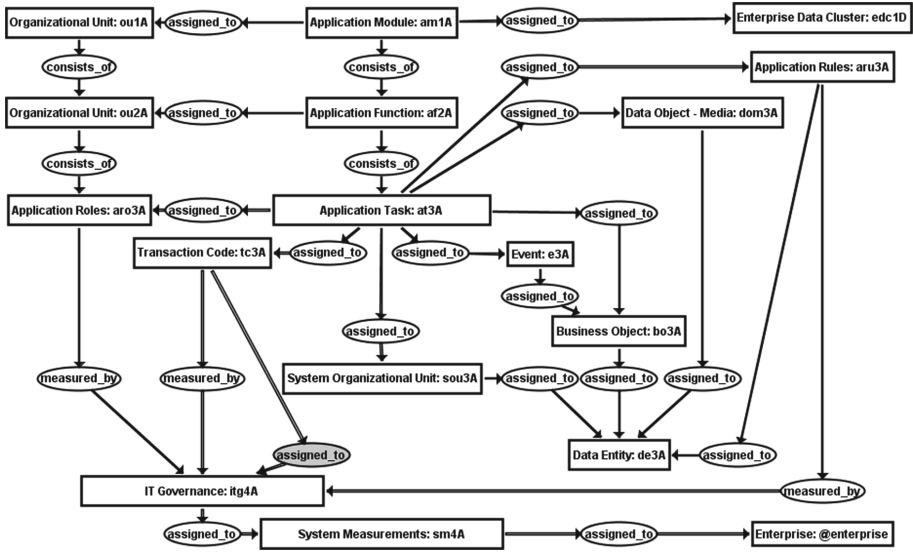 Organizational Unit: ou1A
assigned_to
Application Module: am1A
assigned_to
Enterprise Data Cluster: edc1D
consists_of
consists_of
assigned_to
Application Rules: aru3A
Organizational Unit: ou2A
assigned_to
Application Function: af2A
assigned_to
Data Object - Media: dom3A
consists_of
consists_of
Application Roles: aro3A
assigned_to
Application Task: at3A
assigned_to
Transaction Code: tc3A
assigned_to
assigned_to
Event: e3A
assigned_to
assigned_to
Business Object: bo3A
measured_by
measured_by
System Organizational Unit: sou3A
assigned_to
assigned_to
assigned_to
assigned_to
Data Entity: de3A
assigned_to
IT Governance: itg4A
measured_by
assigned_to
System Measurements: sm4A
assigned_to
Enterprise: @enterprise